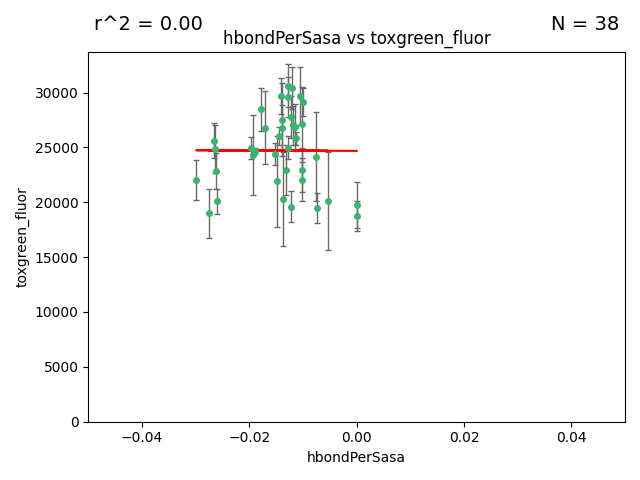 r^2 = 0.00
N = 38
hbondPerSasa vs toxgreen_fluor
30000
25000
20000
15000
10000
5000
0
toxgreen_fluor
−0.04
−0.02
0.00
0.02
0.04
hbondPerSasa